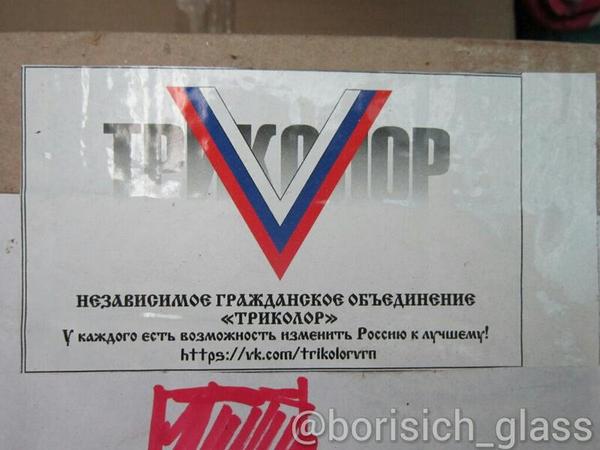 ТРИКОЛОР
НЕЗАВИСИМОЕ ГРАЖДАНСКОЕ ОБЪЕДИНЕНИЕ
«ТРИКОЛОР»
У каждого есть возможность изменить Россию к лучшему!
https://vk.com/trikolorvrn
@borisich_glass